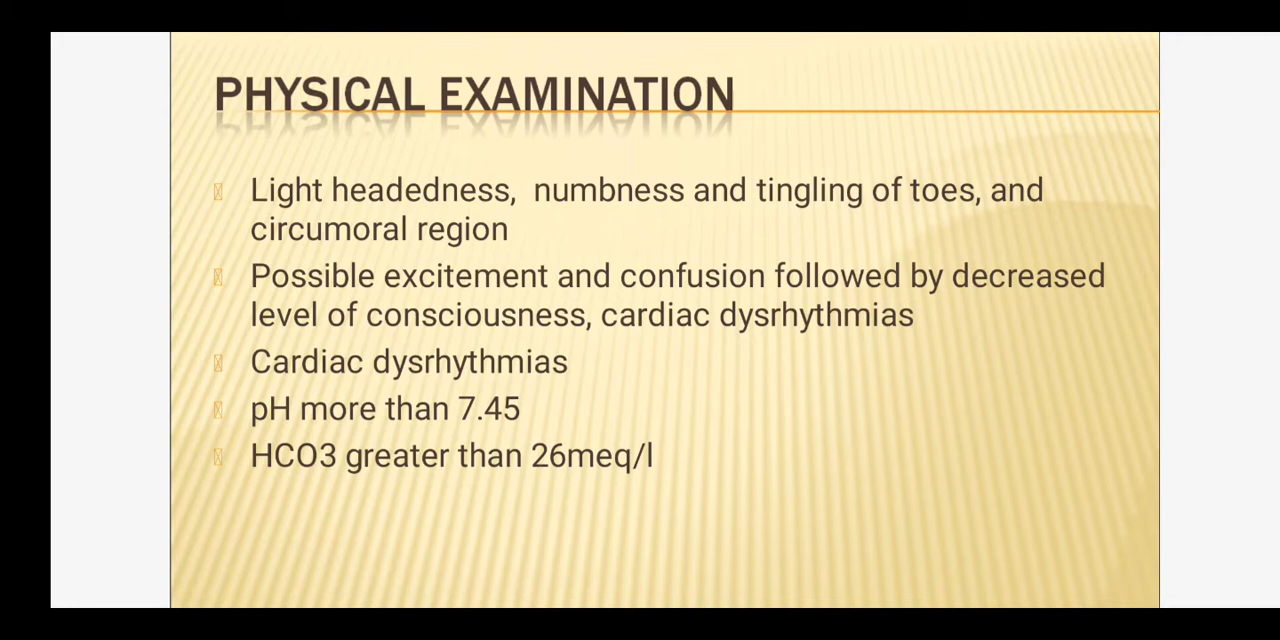 PHYSICAL EXAMINATION
Light headedness,  numbness and tingling of toes, and
circumoral region
Possible excitement and confusion followed by decreased
level of consciousness, cardiac dysrhythmias
Cardiac dysrhythmias
pH more than 7.45
HCO3 greater than 26meq/l